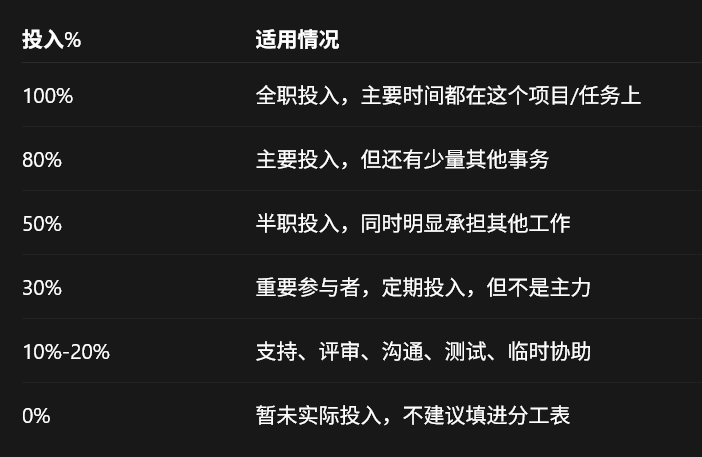 投入% 适用情况
100% 全职投入，主要时间都在这个项目/任务上
80% 主要投入，但还有少量其他事务
50% 半职投入，同时明显承担其他工作
30% 重要参与者，定期投入，但不是主力
10%-20% 支持、评审、沟通、测试、临时协助
0% 暂未实际投入，不建议填进分工表